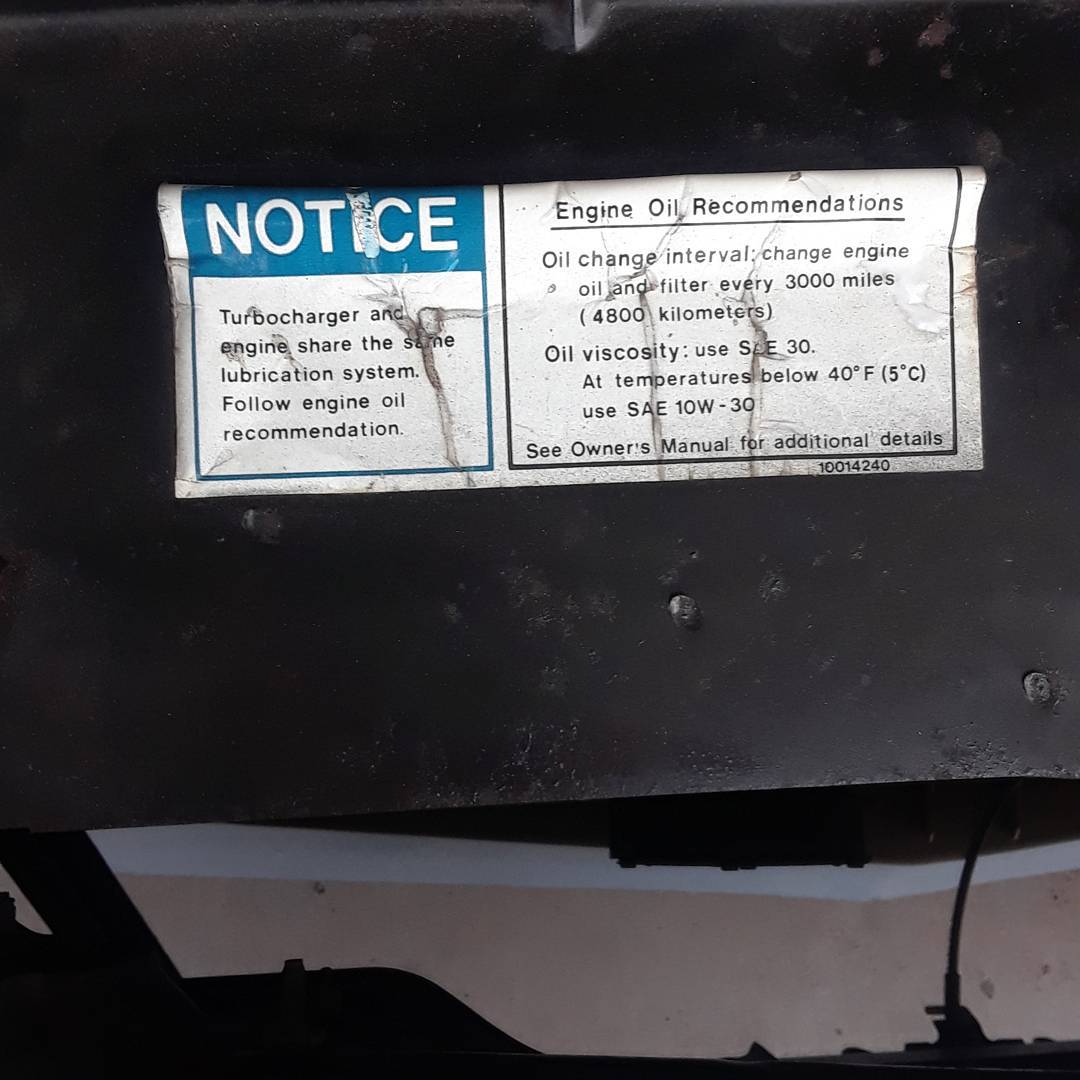 NOTICE
Turbocharger and
engine share the same
lubrication system.
Follow engine oil
recommendation.
Engine Oil Recommendations
Oil change interval: change engine
oil and filter every 3000 miles
(4800 kilometers)
Oil viscosity: use SAE 30.
At temperatures below 40°F (5°C)
use SAE 10W-30
See Owner's Manual for additional details
10014240